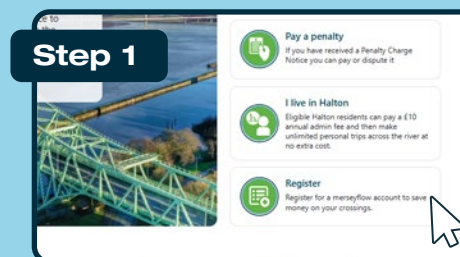 Step 1
Pay a penalty
If you have received a Penalty Charge
Notice you can pay or dispute it
I live in Halton
Eligible Halton residents can pay a £10
annual admin fee and then make
unlimited personal trips across the river at
no extra cost.
Register
Register for a merseyflow account to save
money on your crossings.